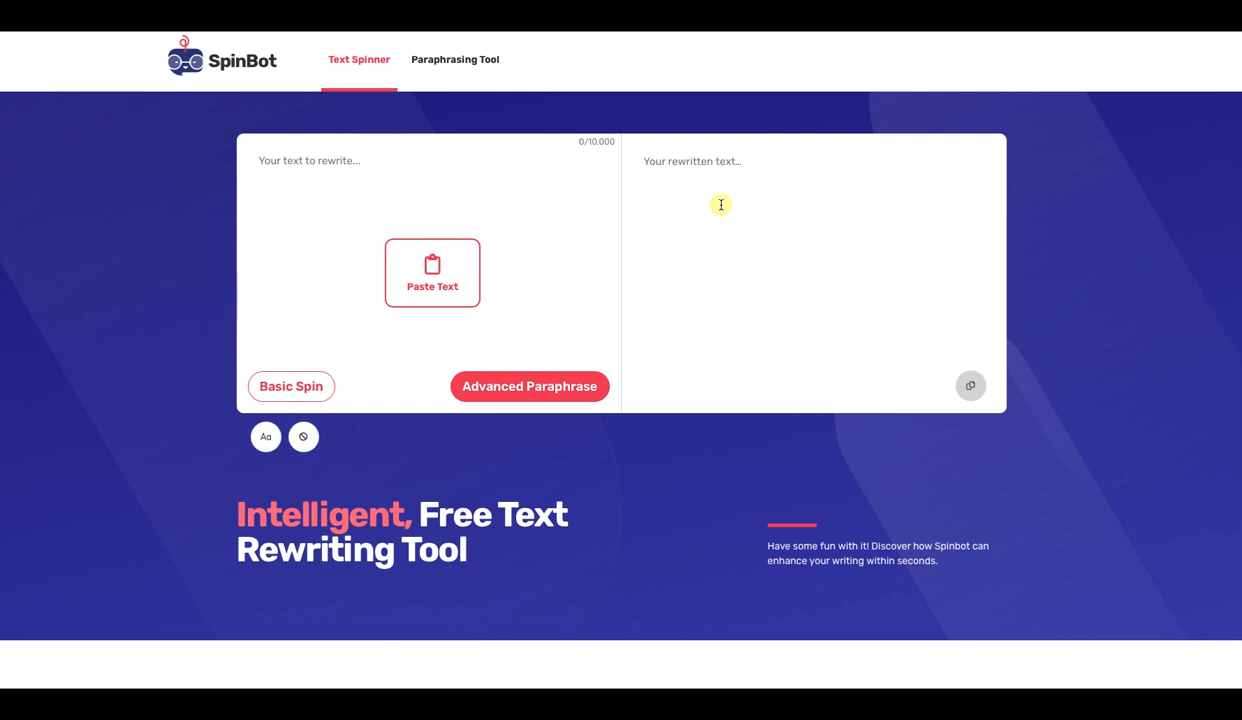 SpinBot
Text Spinner
Paraphrasing Tool
0/10,000
Your text to rewrite...
Your rewritten text...
Paste Text
Basic Spin
Advanced Paraphrase
Aa
Intelligent, Free Text
Rewriting Tool
Have some fun with it! Discover how Spinbot can
enhance your writing within seconds.